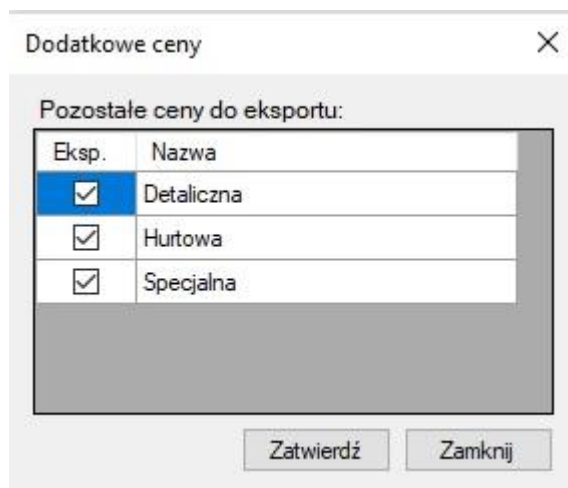 Dodatkowe ceny
Pozostałe ceny do eksportu:
Eksp. Nazwa
Detaliczna
Hurtowa
Specjalna
Zatwierdź Zamknij